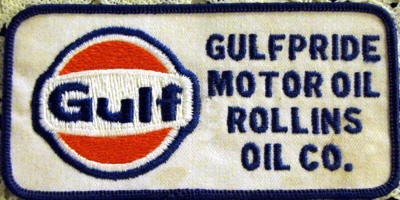 Gulf
GULFPRIDE
MOTOR OIL
ROLLINS
OIL CO.